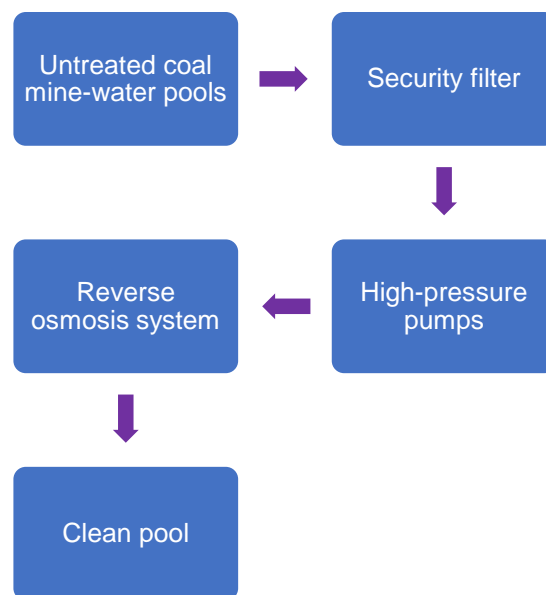 Untreated coal
mine-water pools
Security filter
High-pressure
pumps
Reverse
osmosis system
Clean pool